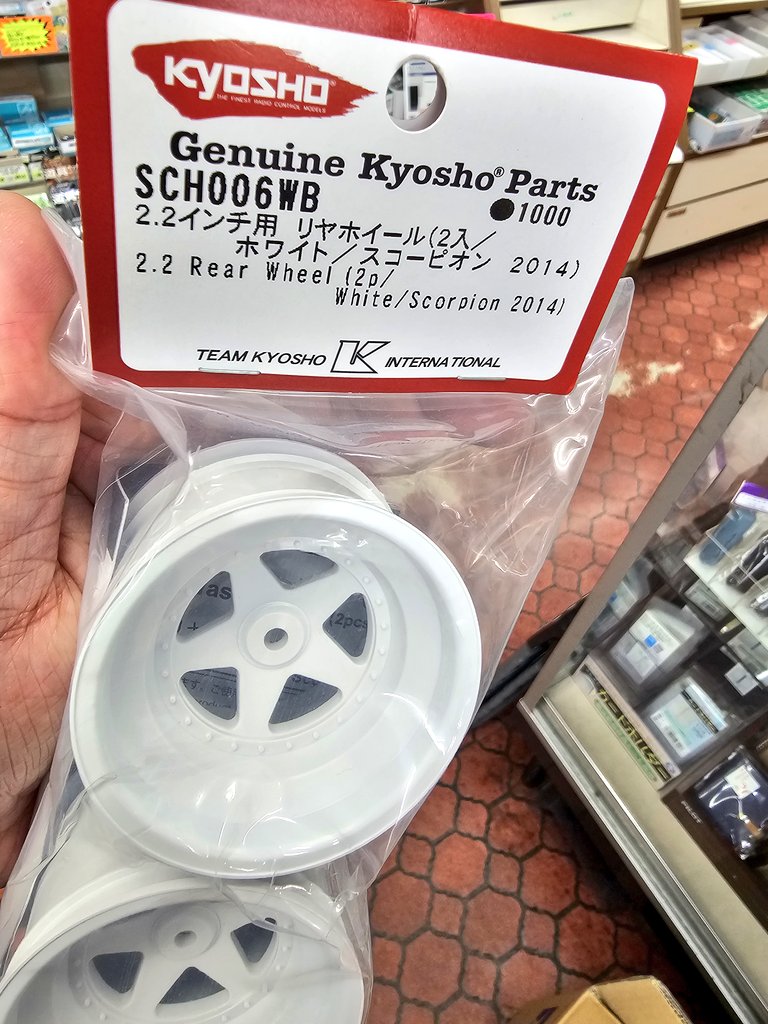 KYOSHO
THE FINEST RADIO CONTROL MODELS
Genuine Kyosho® Parts
SCH006WB ●1000
2.2インチ用 リヤホイール(2入/
ホワイト/スコーピオン 2014)
2.2 Rear Wheel (2p/
White/Scorpion 2014)
TEAM KYOSHO K INTERNATIONAL
(2pcs